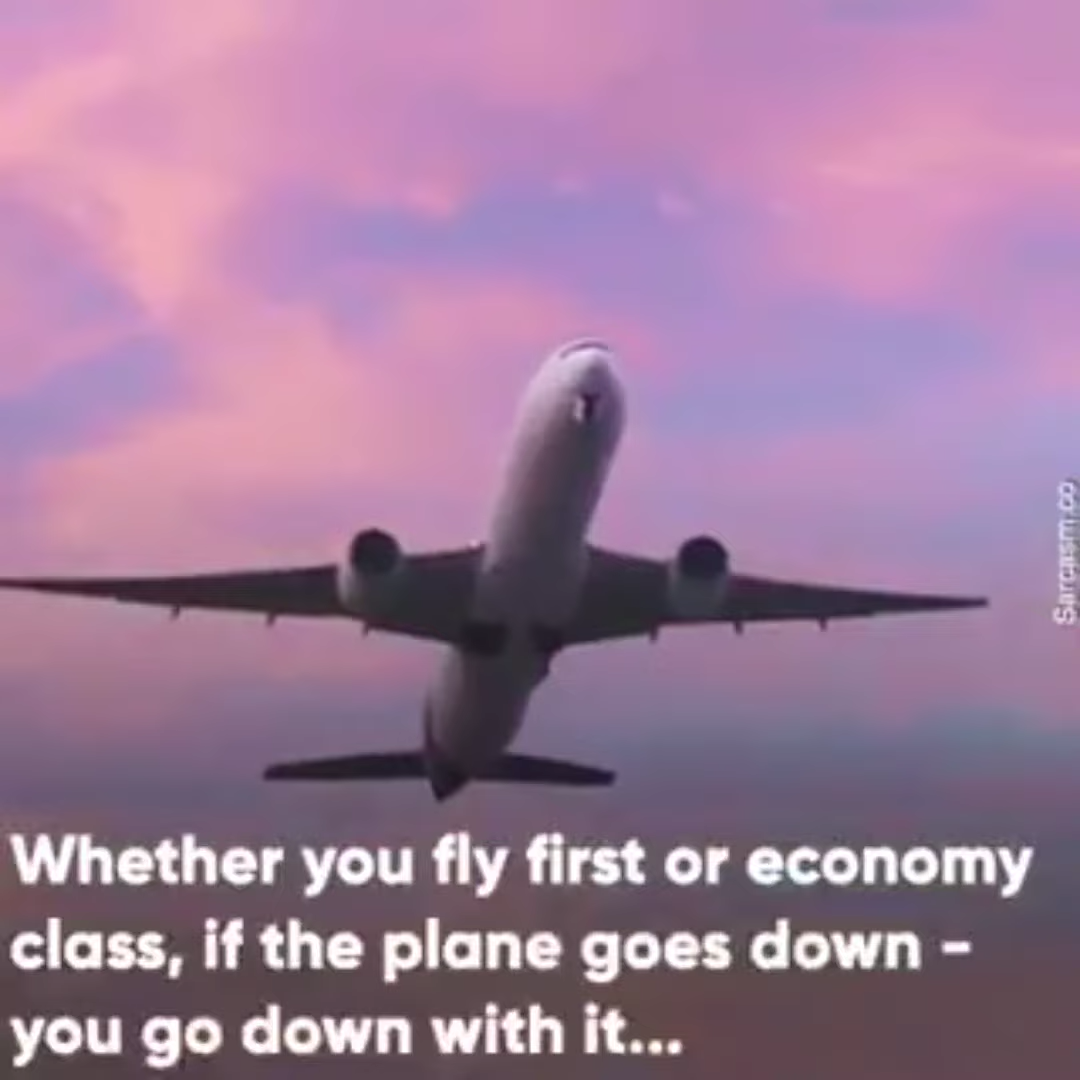 Sarcasm.co
Whether you fly first or economy
class, if the plane goes down -
you go down with it...